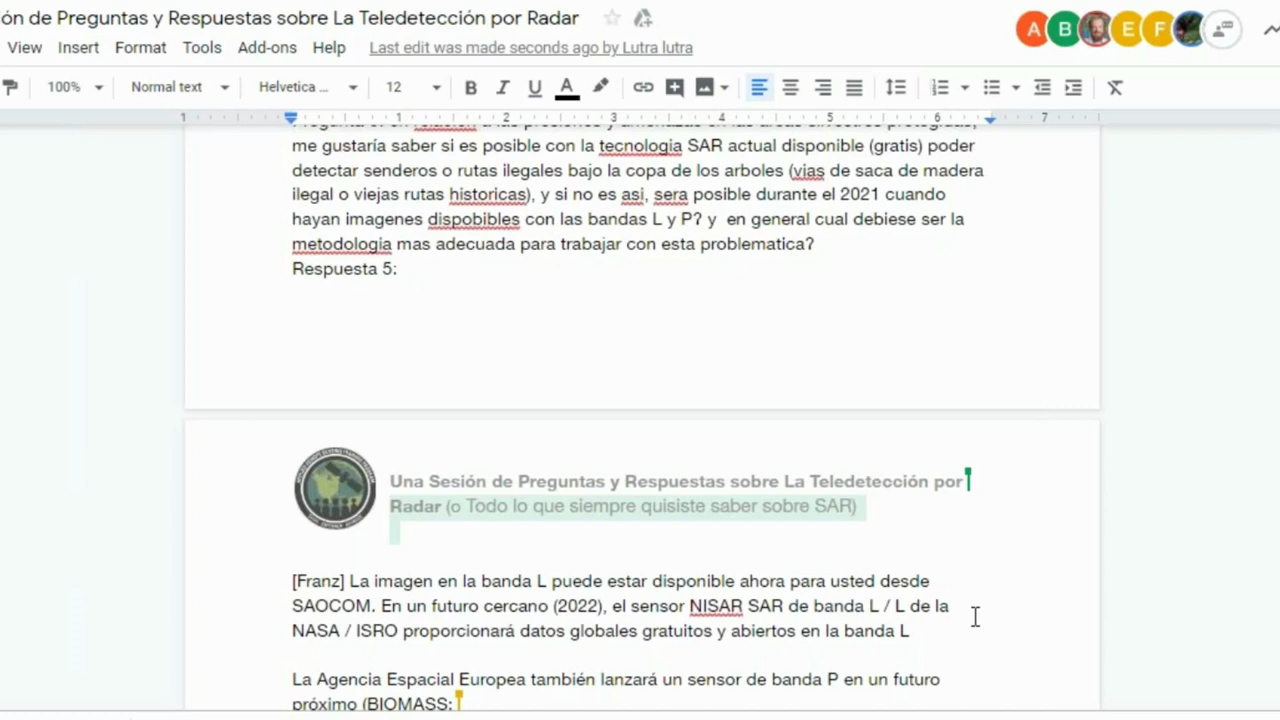 ón de Preguntas y Respuestas sobre La Teledetección por Radar
View Insert Format Tools Add-ons Help Last edit was made seconds ago by Lutra lutra
A B E F
100% Normal text Helvetica ... 12 B I U A
1 1 2 3 4 5 6 7
me gustaría saber si es posible con la tecnologia SAR actual disponible (gratis) poder
detectar senderos o rutas ilegales bajo la copa de los arboles (vias de saca de madera
ilegal o viejas rutas historicas), y si no es asi, sera posible durante el 2021 cuando
hayan imagenes dispobibles con las bandas L y P? y  en general cual debiese ser la
metodologia mas adecuada para trabajar con esta problematica?
Respuesta 5:
Una Sesión de Preguntas y Respuestas sobre La Teledetección por
Radar (o Todo lo que siempre quisiste saber sobre SAR)
[Franz] La imagen en la banda L puede estar disponible ahora para usted desde
SAOCOM. En un futuro cercano (2022), el sensor NISAR SAR de banda L / L de la
NASA / ISRO proporcionará datos globales gratuitos y abiertos en la banda L
La Agencia Espacial Europea también lanzará un sensor de banda P en un futuro
próximo (BIOMASS: